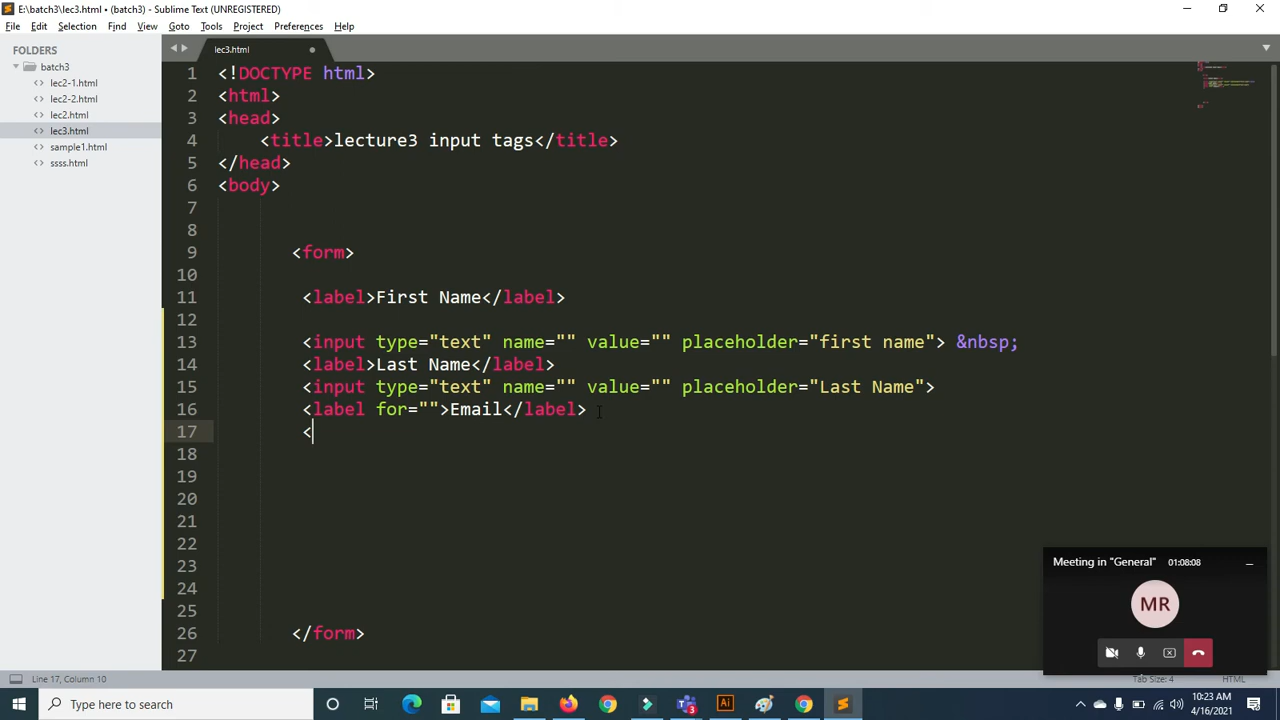 E:\batch3\lec3.html • (batch3) - Sublime Text (UNREGISTERED)
File Edit Selection Find View Goto Tools Project Preferences Help
FOLDERS
batch3
lec2-1.html
lec2-2.html
lec2.html
lec3.html
sample1.html
ssss.html
lec3.html
1 <!DOCTYPE html>
2 <html>
3 <head>
4 <title>lecture3 input tags</title>
5 </head>
6 <body>
7
8
9 <form>
10
11 <label>First Name</label>
12
13 <input type="text" name="" value="" placeholder="first name"> &nbsp;
14 <label>Last Name</label>
15 <input type="text" name="" value="" placeholder="Last Name">
16 <label for="">Email</label>
17 <
18
19
20
21
22
23
24
25
26 </form>
27
Meeting in "General" 01:08:08
MR
Line 17, Column 10
Tab Size: 4
HTML
Type here to search
10:23 AM
4/16/2021